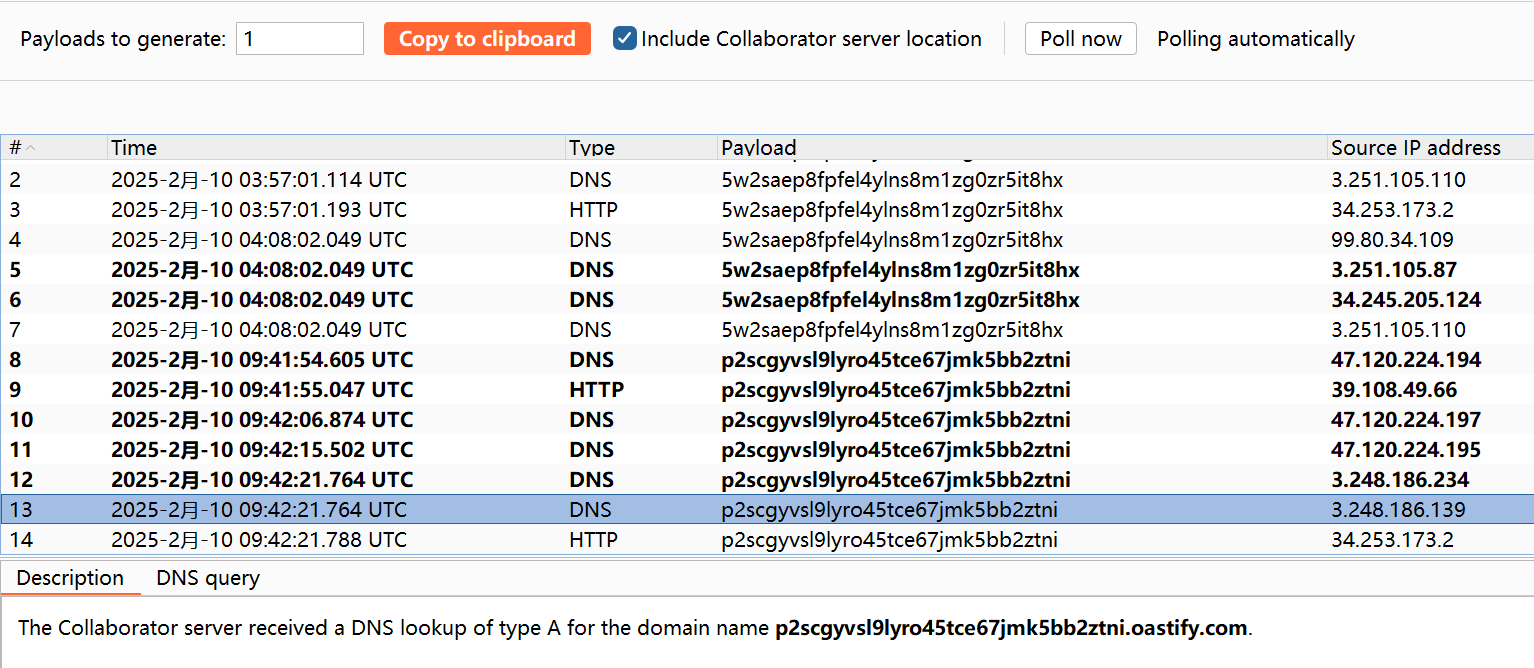 Payloads to generate: 1 Copy to clipboard Include Collaborator server location Poll now Polling automatically
# Time Type Payload Source IP address
2 2025-2月-10 03:57:01.114 UTC DNS 5w2saep8fpfel4ylns8m1zg0zr5it8hx 3.251.105.110
3 2025-2月-10 03:57:01.193 UTC HTTP 5w2saep8fpfel4ylns8m1zg0zr5it8hx 34.253.173.2
4 2025-2月-10 04:08:02.049 UTC DNS 5w2saep8fpfel4ylns8m1zg0zr5it8hx 99.80.34.109
5 2025-2月-10 04:08:02.049 UTC DNS 5w2saep8fpfel4ylns8m1zg0zr5it8hx 3.251.105.87
6 2025-2月-10 04:08:02.049 UTC DNS 5w2saep8fpfel4ylns8m1zg0zr5it8hx 34.245.205.124
7 2025-2月-10 04:08:02.049 UTC DNS 5w2saep8fpfel4ylns8m1zg0zr5it8hx 3.251.105.110
8 2025-2月-10 09:41:54.605 UTC DNS p2scgyvsl9lyro45tce67jmk5bb2ztni 47.120.224.194
9 2025-2月-10 09:41:55.047 UTC HTTP p2scgyvsl9lyro45tce67jmk5bb2ztni 39.108.49.66
10 2025-2月-10 09:42:06.874 UTC DNS p2scgyvsl9lyro45tce67jmk5bb2ztni 47.120.224.197
11 2025-2月-10 09:42:15.502 UTC DNS p2scgyvsl9lyro45tce67jmk5bb2ztni 47.120.224.195
12 2025-2月-10 09:42:21.764 UTC DNS p2scgyvsl9lyro45tce67jmk5bb2ztni 3.248.186.234
13 2025-2月-10 09:42:21.764 UTC DNS p2scgyvsl9lyro45tce67jmk5bb2ztni 3.248.186.139
14 2025-2月-10 09:42:21.788 UTC HTTP p2scgyvsl9lyro45tce67jmk5bb2ztni 34.253.173.2
Description DNS query
The Collaborator server received a DNS lookup of type A for the domain name p2scgyvsl9lyro45tce67jmk5bb2ztni.oastify.com.